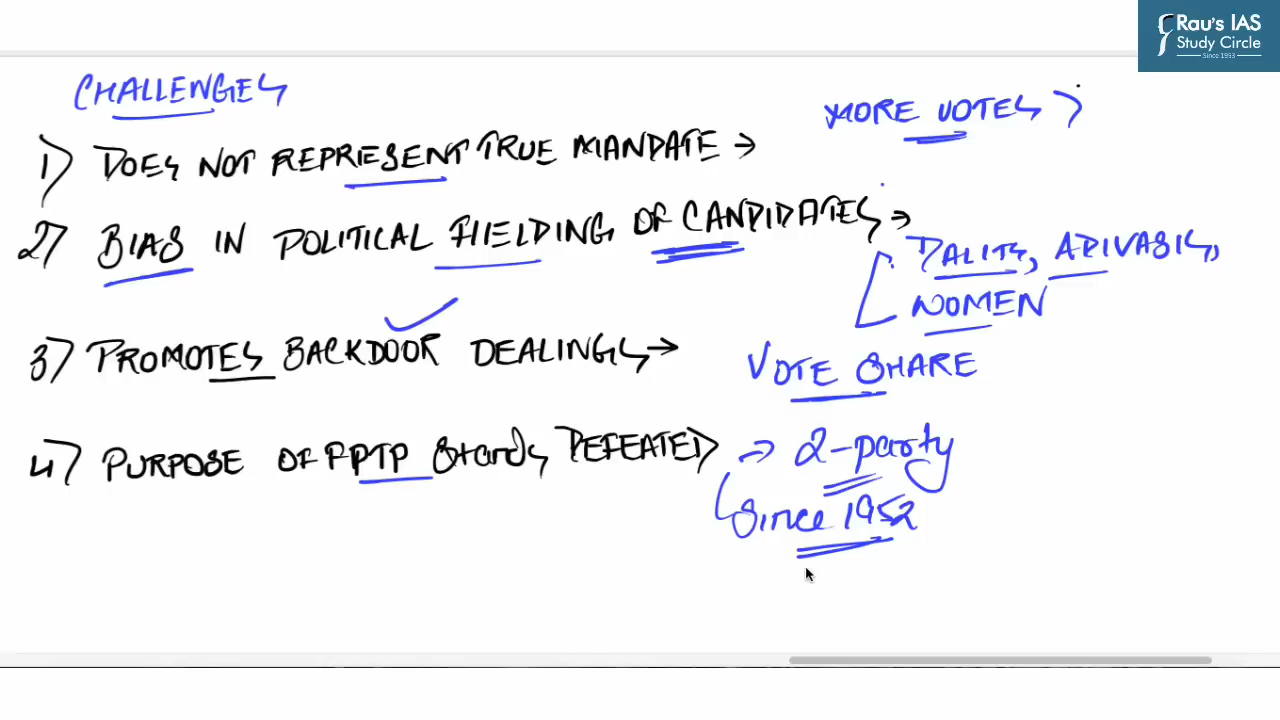 Rau's IAS
Study Circle
Since 1953
CHALLENGES
MORE VOTES
1) DOES NOT REPRESENT TRUE MANDATE →
2) BIAS IN POLITICAL FIELDING OF CANDIDATES →
DALITS, ADIVASIS,
WOMEN
3) PROMOTES BACKDOOR DEALINGS →
VOTE SHARE
4) PURPOSE OF FPTP Stands DEFEATED → 2-party
Since 1952